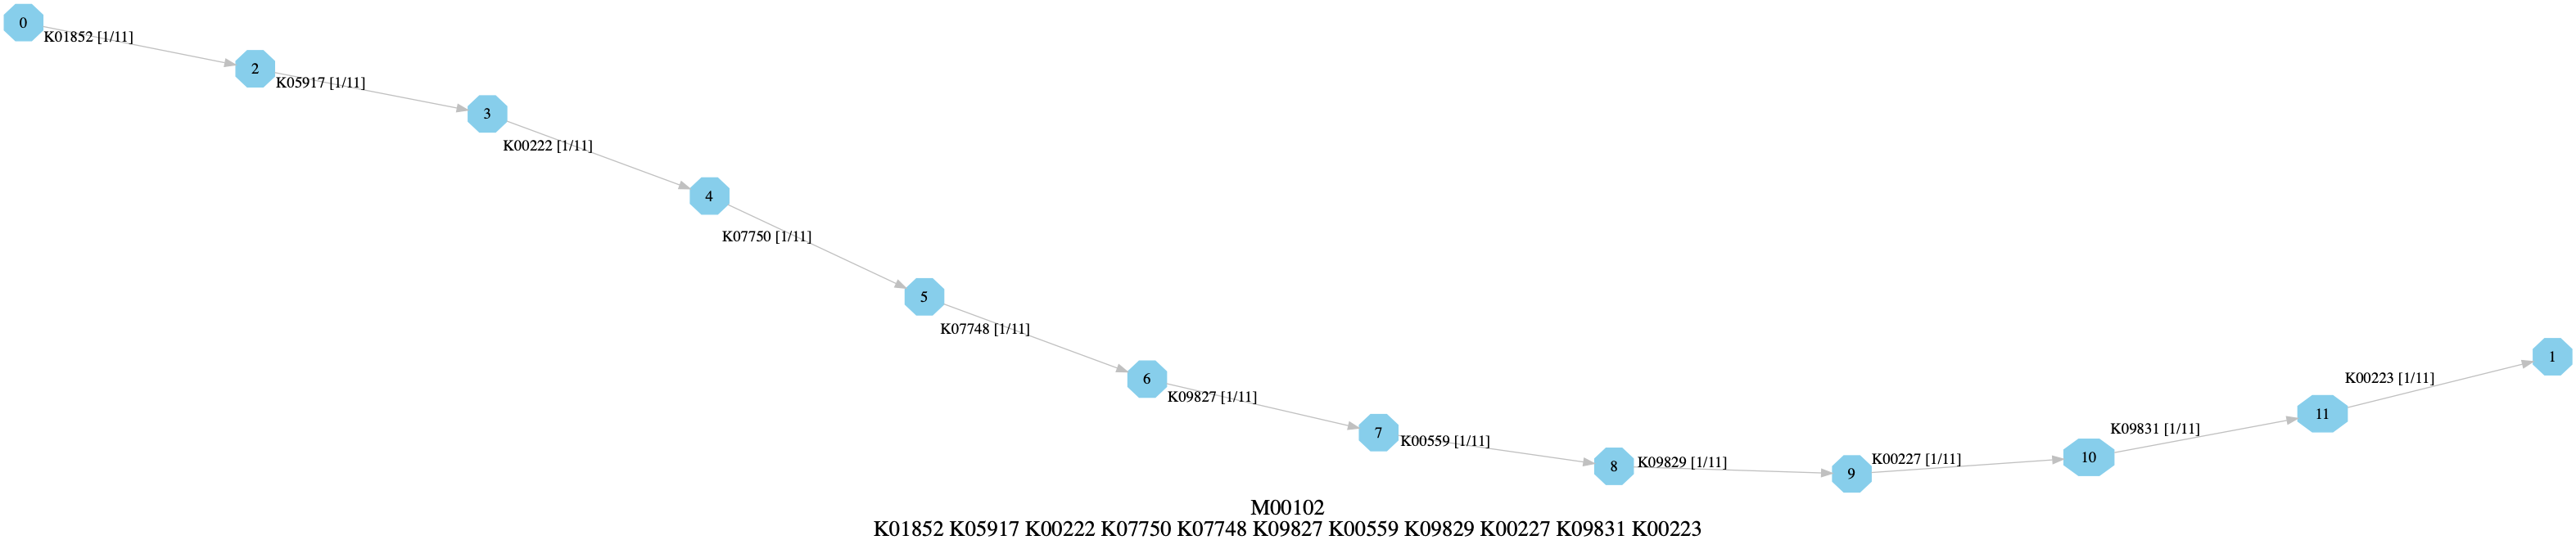 0
K01852 [1/11]
2
K05917 [1/11]
3
K00222 [1/11]
4
K07750 [1/11]
5
K07748 [1/11]
6
K09827 [1/11]
7
K00559 [1/11]
8
K09829 [1/11]
9
K00227 [1/11]
10
K09831 [1/11]
11
K00223 [1/11]
1
M00102
K01852 K05917 K00222 K07750 K07748 K09827 K00559 K09829 K00227 K09831 K00223